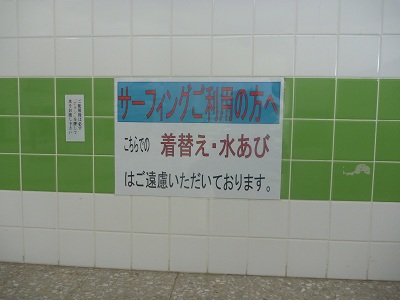 サーフィングご利用の方へ
こちらでの 着替え・水あび
はご遠慮いただいております。